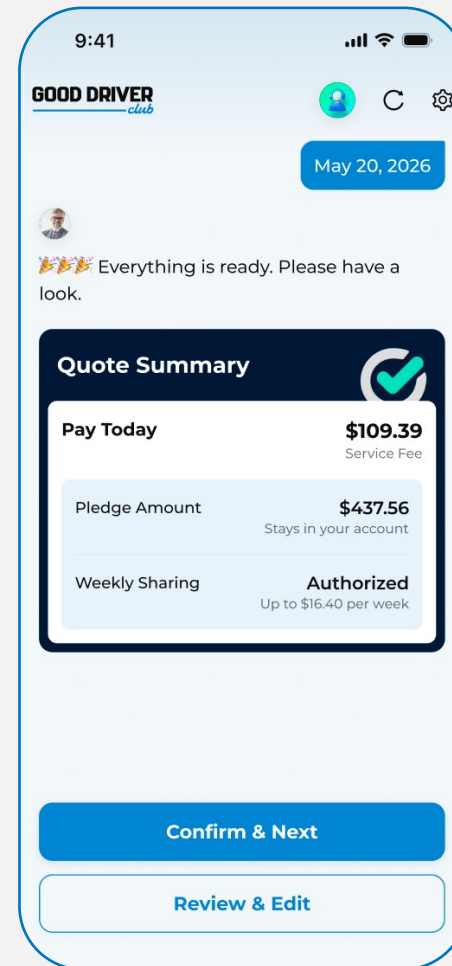 9:41
GOOD DRIVER
club
May 20, 2026
🎉🎉🎉 Everything is ready. Please have a
look.
Quote Summary
Pay Today
$109.39
Service Fee
Pledge Amount
$437.56
Stays in your account
Weekly Sharing
Authorized
Up to $16.40 per week
Confirm & Next
Review & Edit